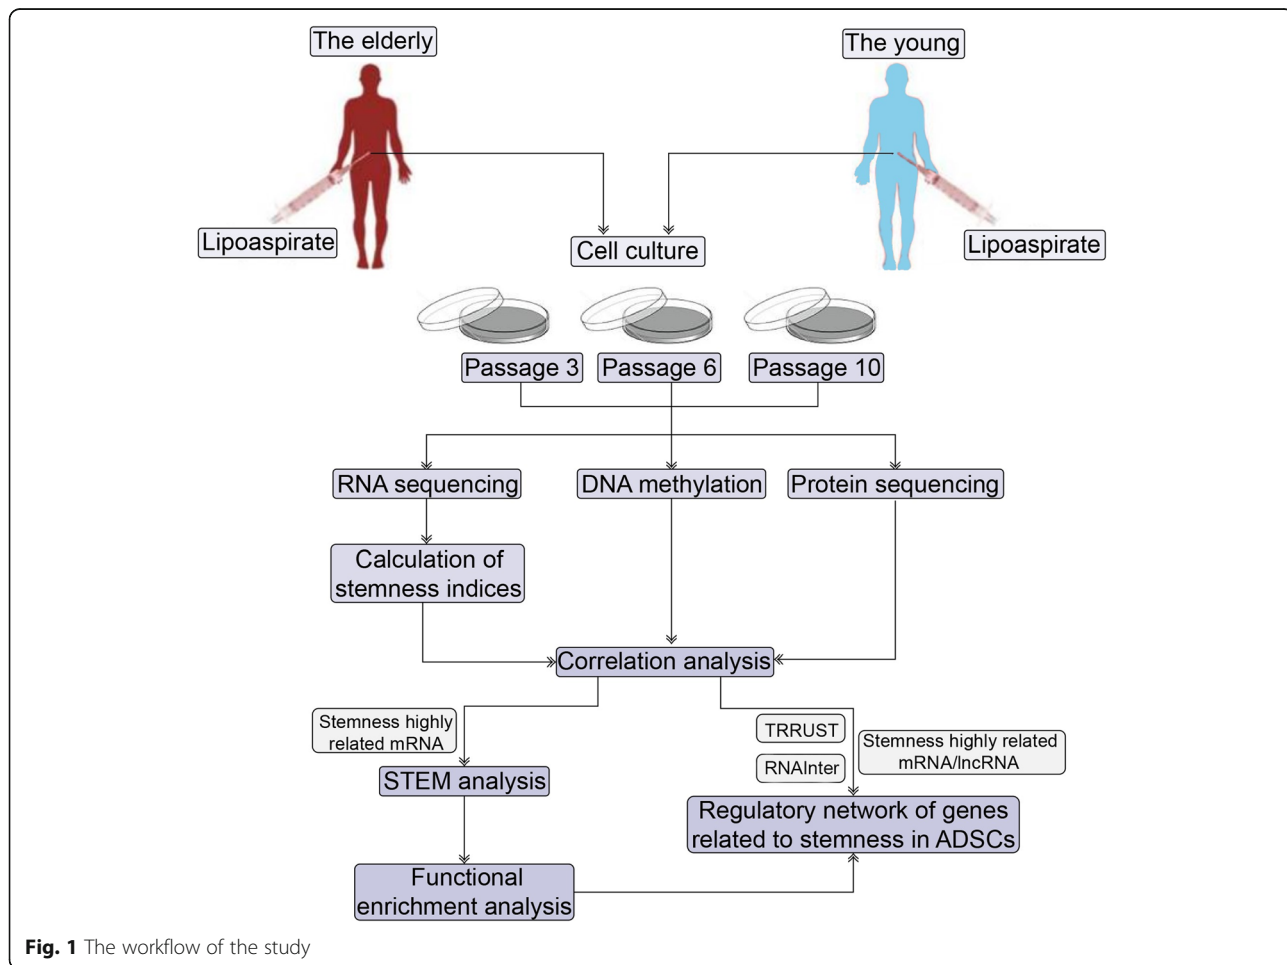 The elderly
The young
Lipoaspirate
Cell culture
Lipoaspirate
Passage 3
Passage 6
Passage 10
RNA sequencing
DNA methylation
Protein sequencing
Calculation of
stemness indices
Correlation analysis
Stemness highly
related mRNA
TRRUST
RNAInter
Stemness highly related
mRNA/lncRNA
STEM analysis
Regulatory network of genes
related to stemness in ADSCs
Functional
enrichment analysis
Fig. 1 The workflow of the study